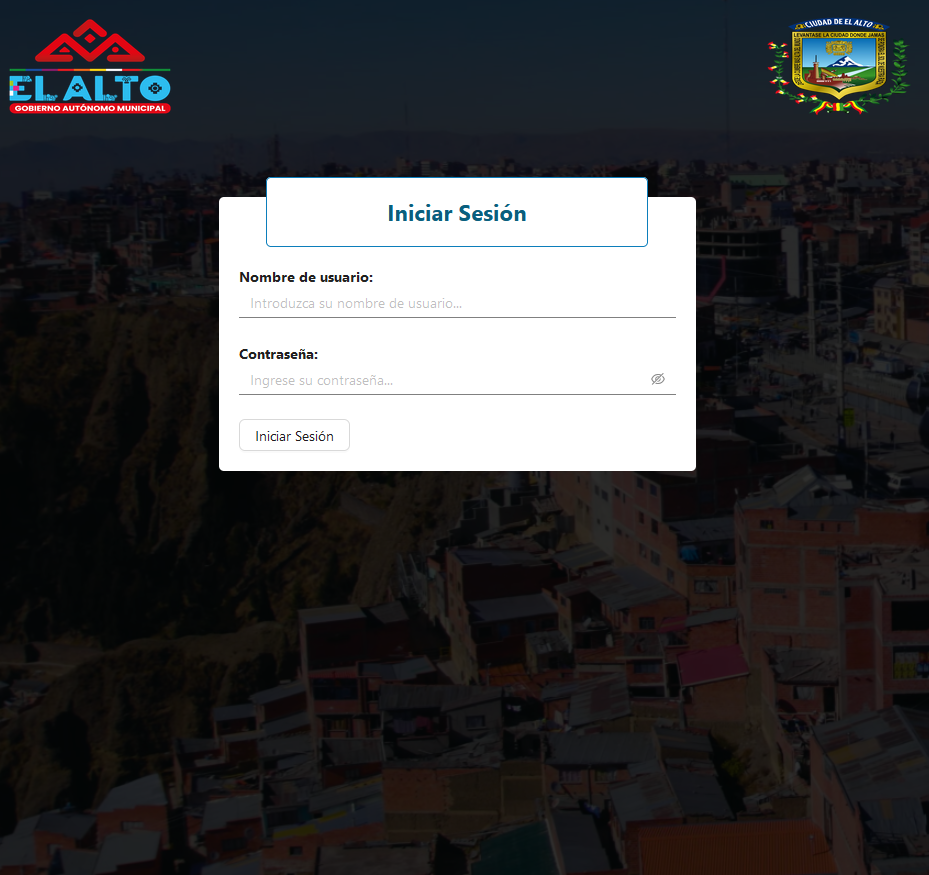 EL ALTO
GOBIERNO AUTÓNOMO MUNICIPAL
CIUDAD DE EL ALTO
LEVANTASE LA CIUDAD DONDE JAMAS
Iniciar Sesión
Nombre de usuario:
Introduzca su nombre de usuario...
Contraseña:
Ingrese su contraseña...
Iniciar Sesión